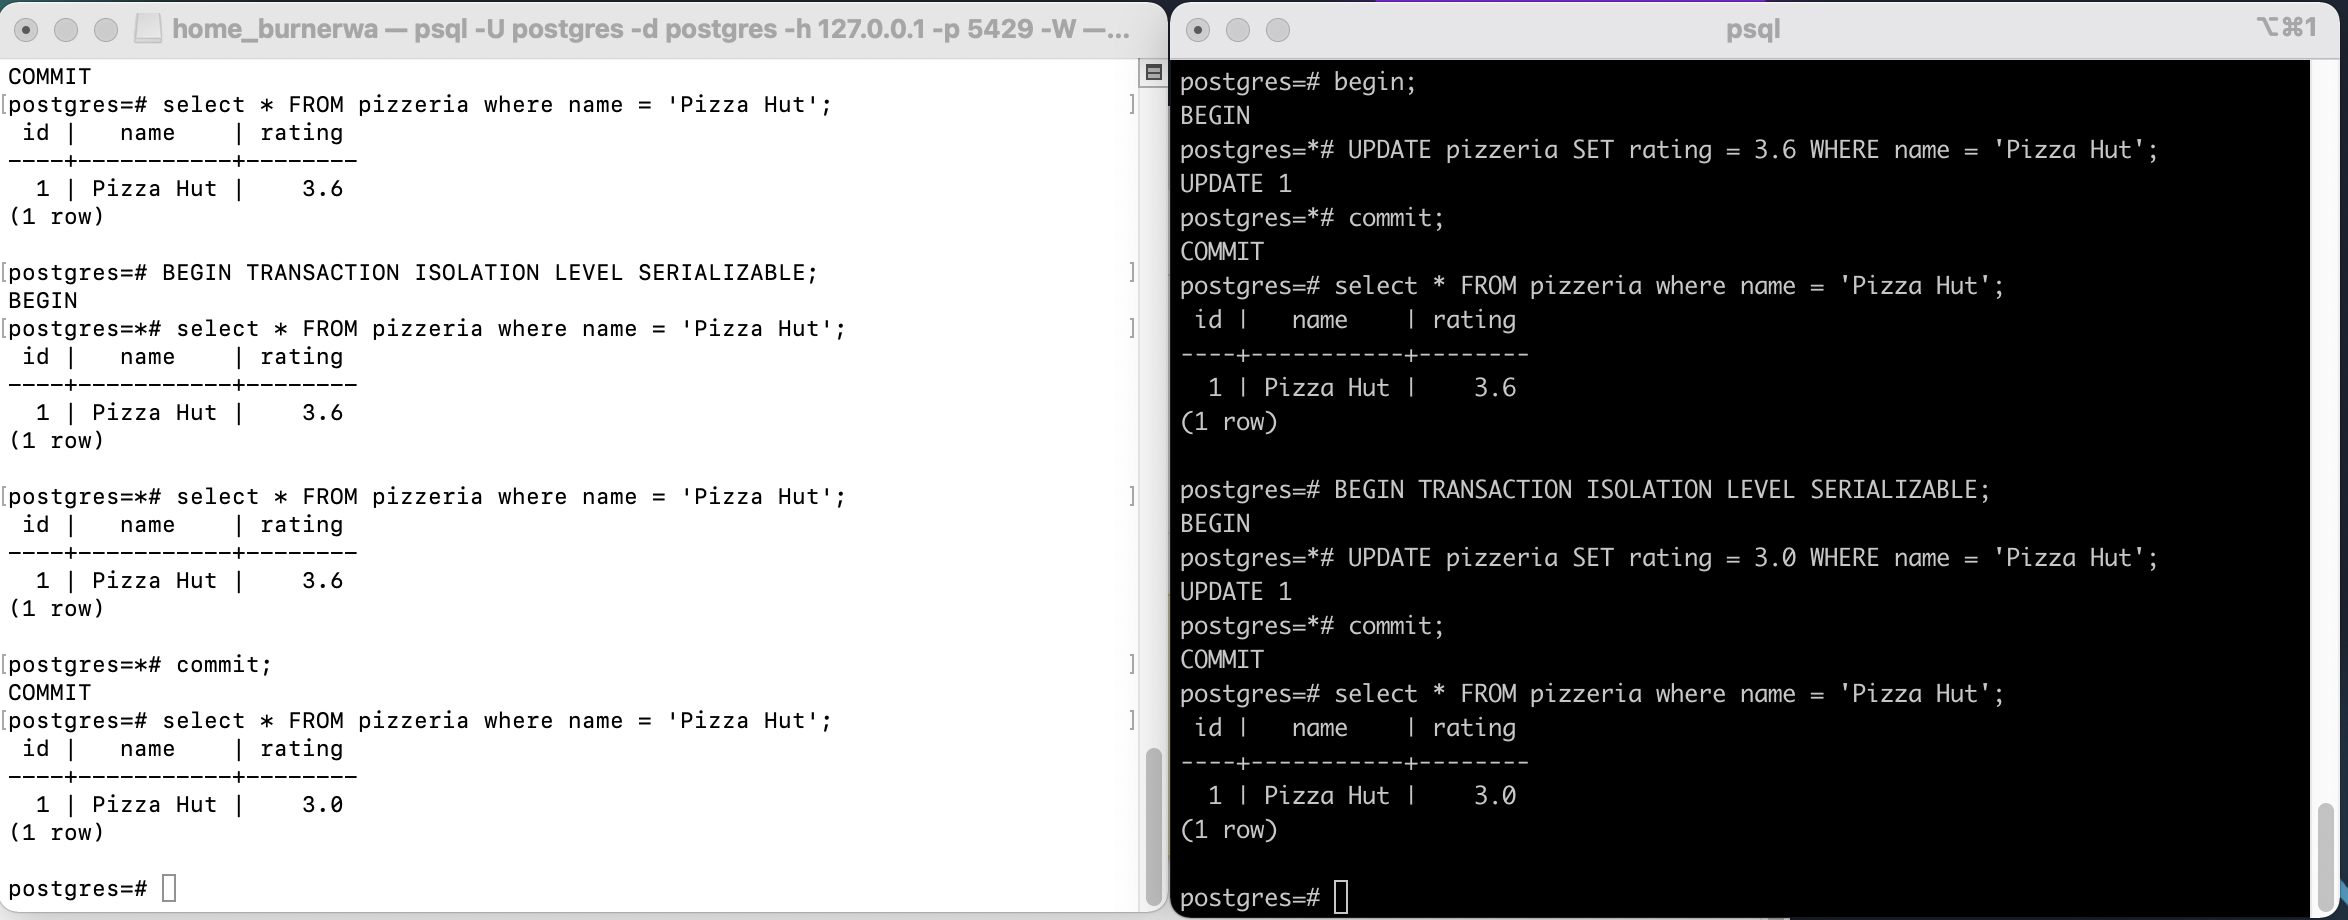 home_burnerwa — psql -U postgres -d postgres -h 127.0.0.1 -p 5429 -W —...
COMMIT
[postgres=# select * FROM pizzeria where name = 'Pizza Hut'; ]
 id |   name    | rating
----+-----------+--------
  1 | Pizza Hut |    3.6
(1 row)
[postgres=# BEGIN TRANSACTION ISOLATION LEVEL SERIALIZABLE; ]
BEGIN
[postgres=*# select * FROM pizzeria where name = 'Pizza Hut'; ]
 id |   name    | rating
----+-----------+--------
  1 | Pizza Hut |    3.6
(1 row)
[postgres=*# select * FROM pizzeria where name = 'Pizza Hut'; ]
 id |   name    | rating
----+-----------+--------
  1 | Pizza Hut |    3.6
(1 row)
[postgres=*# commit; ]
COMMIT
[postgres=# select * FROM pizzeria where name = 'Pizza Hut'; ]
 id |   name    | rating
----+-----------+--------
  1 | Pizza Hut |    3.0
(1 row)
postgres=#
psql ⌥⌘1
postgres=# begin;
BEGIN
postgres=*# UPDATE pizzeria SET rating = 3.6 WHERE name = 'Pizza Hut';
UPDATE 1
postgres=*# commit;
COMMIT
postgres=# select * FROM pizzeria where name = 'Pizza Hut';
 id |   name    | rating
----+-----------+--------
  1 | Pizza Hut |    3.6
(1 row)
postgres=# BEGIN TRANSACTION ISOLATION LEVEL SERIALIZABLE;
BEGIN
postgres=*# UPDATE pizzeria SET rating = 3.0 WHERE name = 'Pizza Hut';
UPDATE 1
postgres=*# commit;
COMMIT
postgres=# select * FROM pizzeria where name = 'Pizza Hut';
 id |   name    | rating
----+-----------+--------
  1 | Pizza Hut |    3.0
(1 row)
postgres=#